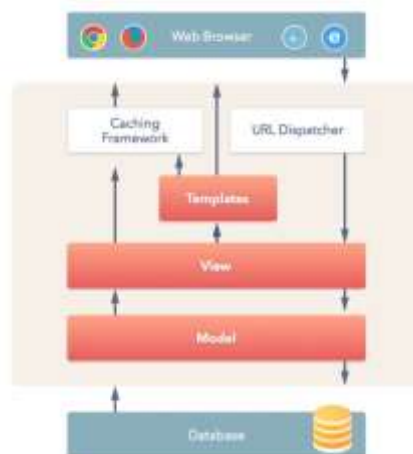 Web Browser
Caching
Framework
URL Dispatcher
Templates
View
Model
Database